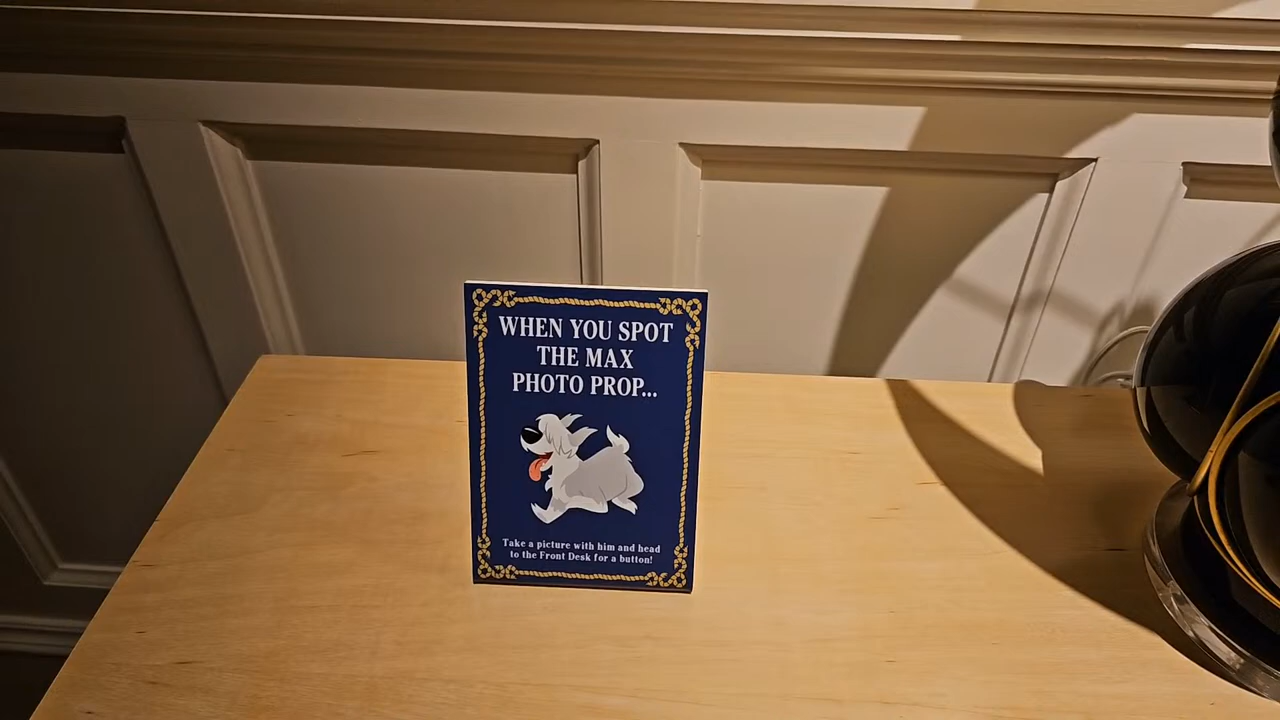 WHEN YOU SPOT
THE MAX
PHOTO PROP...
Take a picture with him and head
to the Front Desk for a button!